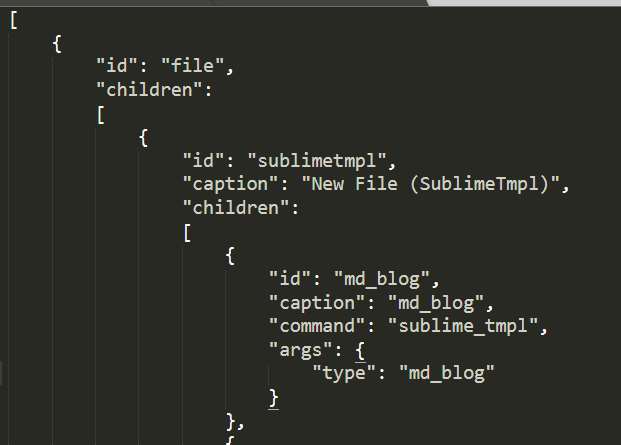 [
    {
        "id": "file",
        "children":
        [
            {
                "id": "sublimetmpl",
                "caption": "New File (SublimeTmpl)",
                "children":
                [
                    {
                        "id": "md_blog",
                        "caption": "md_blog",
                        "command": "sublime_tmpl",
                        "args": {
                            "type": "md_blog"
                        }
                    },
                    {